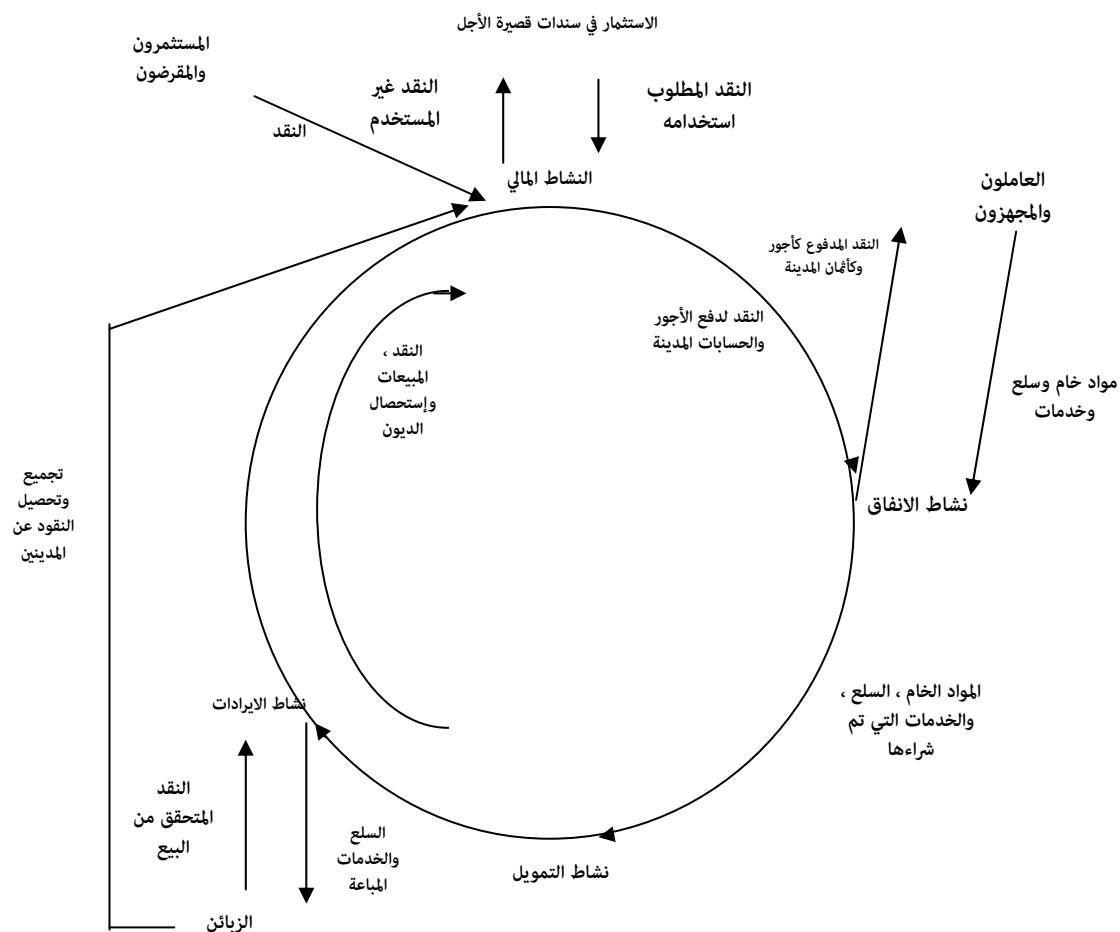 الاستثمار في سندات قصيرة الأجل
المستثمرون
والمقرضون
النقد
النقد غير
المستخدم
النقد المطلوب
استخدامه
النشاط المالي
العاملون
والمجهزون
النقد المدفوع كأجور
وكأثمان المدينة
النقد لدفع الأجور
والحسابات المدينة
مواد خام وسلع
وخدمات
نشاط الانفاق
النقد ،
المبيعات
وإستحصال
الديون
تجميع
وتحصيل
النقود عن
المدينين
المواد الخام ، السلع ،
والخدمات التي تم
شراءها
نشاط الايرادات
النقد
المتحقق من
البيع
السلع
والخدمات
المباعة
نشاط التمويل
الزبائن